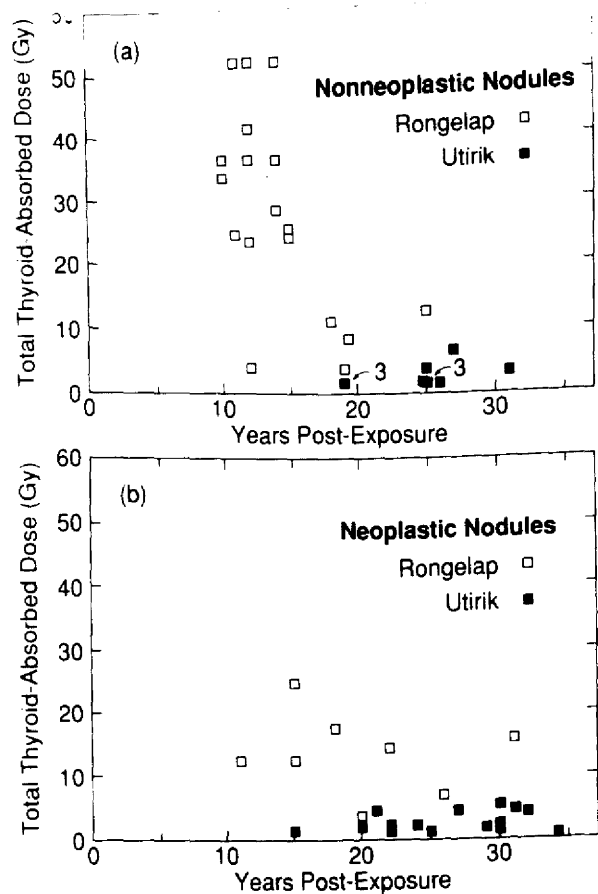 60
(a)
50
Nonneoplastic Nodules
40
Rongelap
Utirik
30
20
10
3
3
0
0 10 20 30
Years Post-Exposure
Total Thyroid-Absorbed Dose (Gy)
60
(b)
50
Neoplastic Nodules
40
Rongelap
Utirik
30
20
10
0
0 10 20 30
Years Post-Exposure
Total Thyroid-Absorbed Dose (Gy)